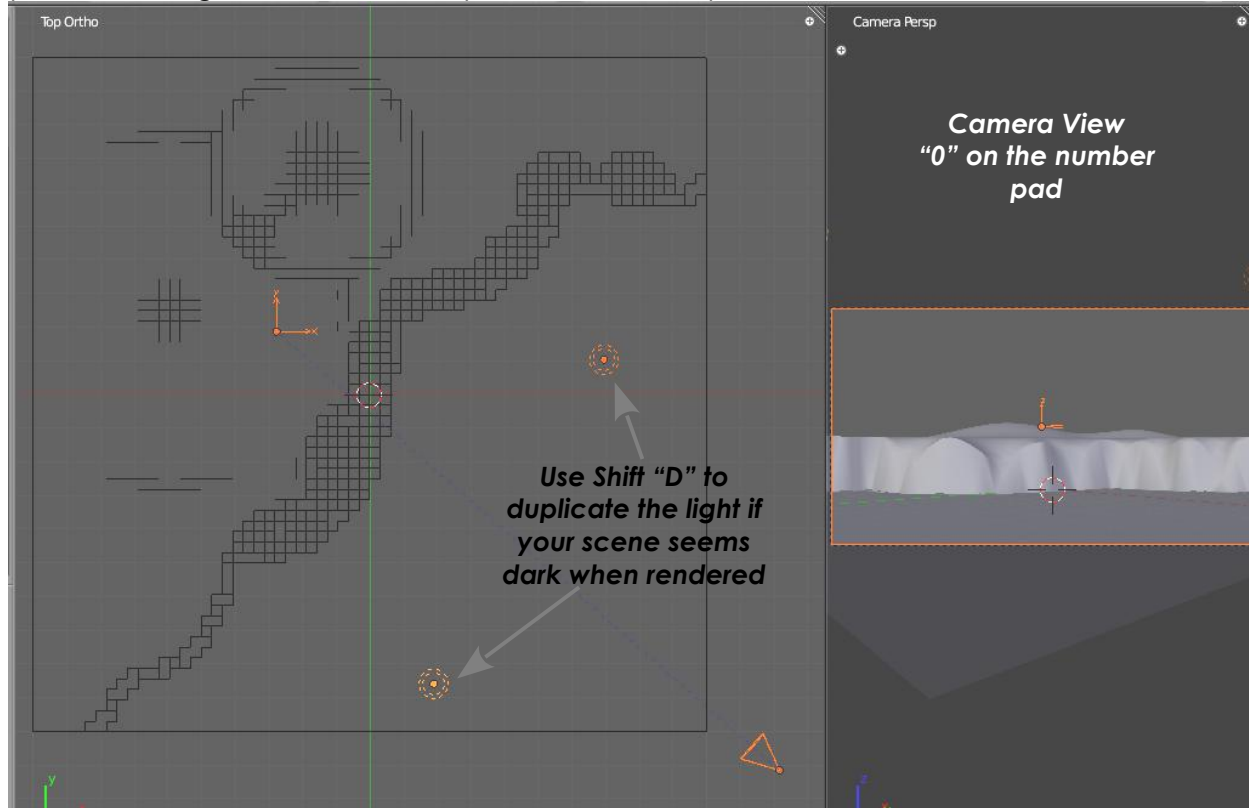 Top Ortho
Camera Persp
Camera View
“0” on the number
pad
Use Shift “D” to
duplicate the light if
your scene seems
dark when rendered
y
x
z
y
z